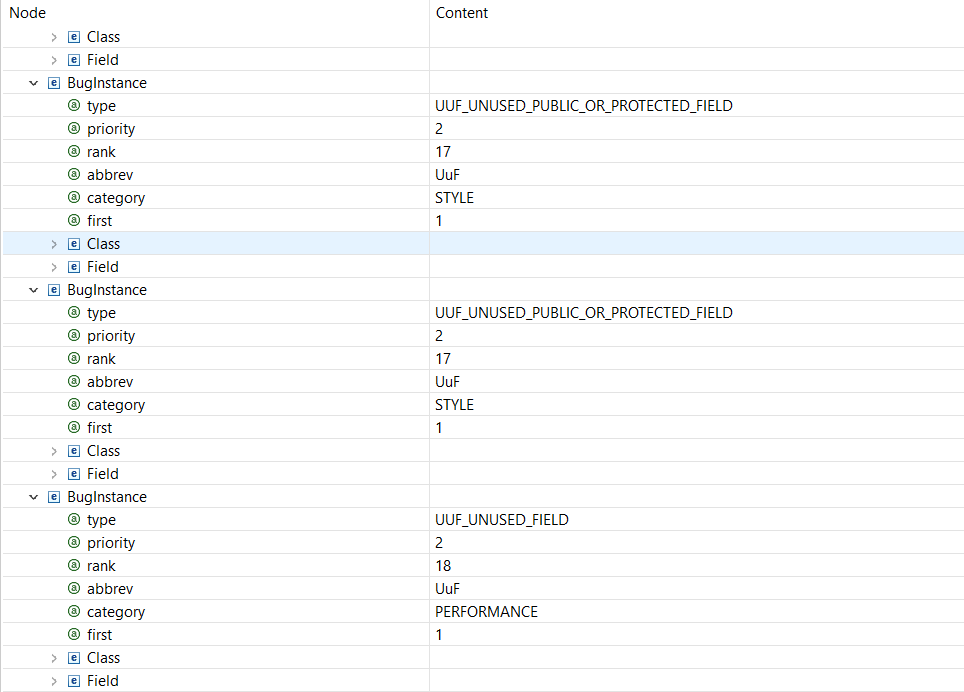 Node Content
e Class
e Field
e BugInstance
a type UUF_UNUSED_PUBLIC_OR_PROTECTED_FIELD
a priority 2
a rank 17
a abbrev UuF
a category STYLE
a first 1
e Class
e Field
e BugInstance
a type UUF_UNUSED_PUBLIC_OR_PROTECTED_FIELD
a priority 2
a rank 17
a abbrev UuF
a category STYLE
a first 1
e Class
e Field
e BugInstance
a type UUF_UNUSED_FIELD
a priority 2
a rank 18
a abbrev UuF
a category PERFORMANCE
a first 1
e Class
e Field